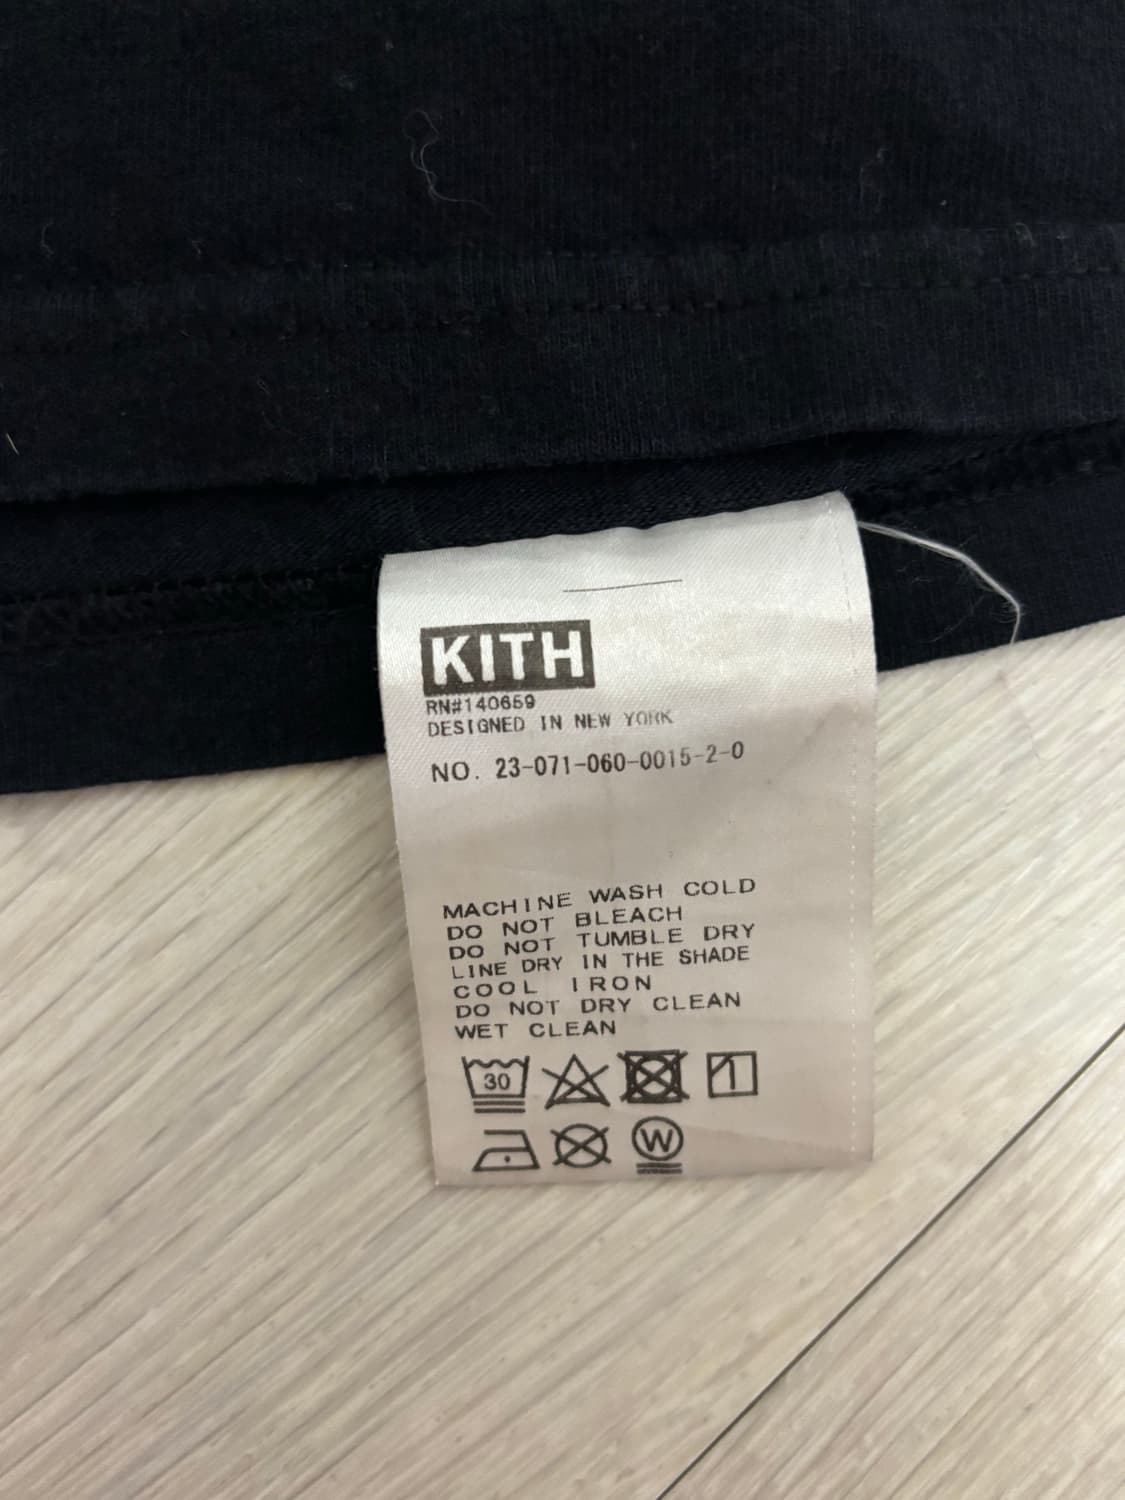 KITH
RN#140659
DESIGNED IN NEW YORK
NO. 23-071-060-0015-2-0
MACHINE WASH COLD
DO NOT BLEACH
DO NOT TUMBLE DRY
LINE DRY IN THE SHADE
COOL IRON
DO NOT DRY CLEAN
WET CLEAN
30
W